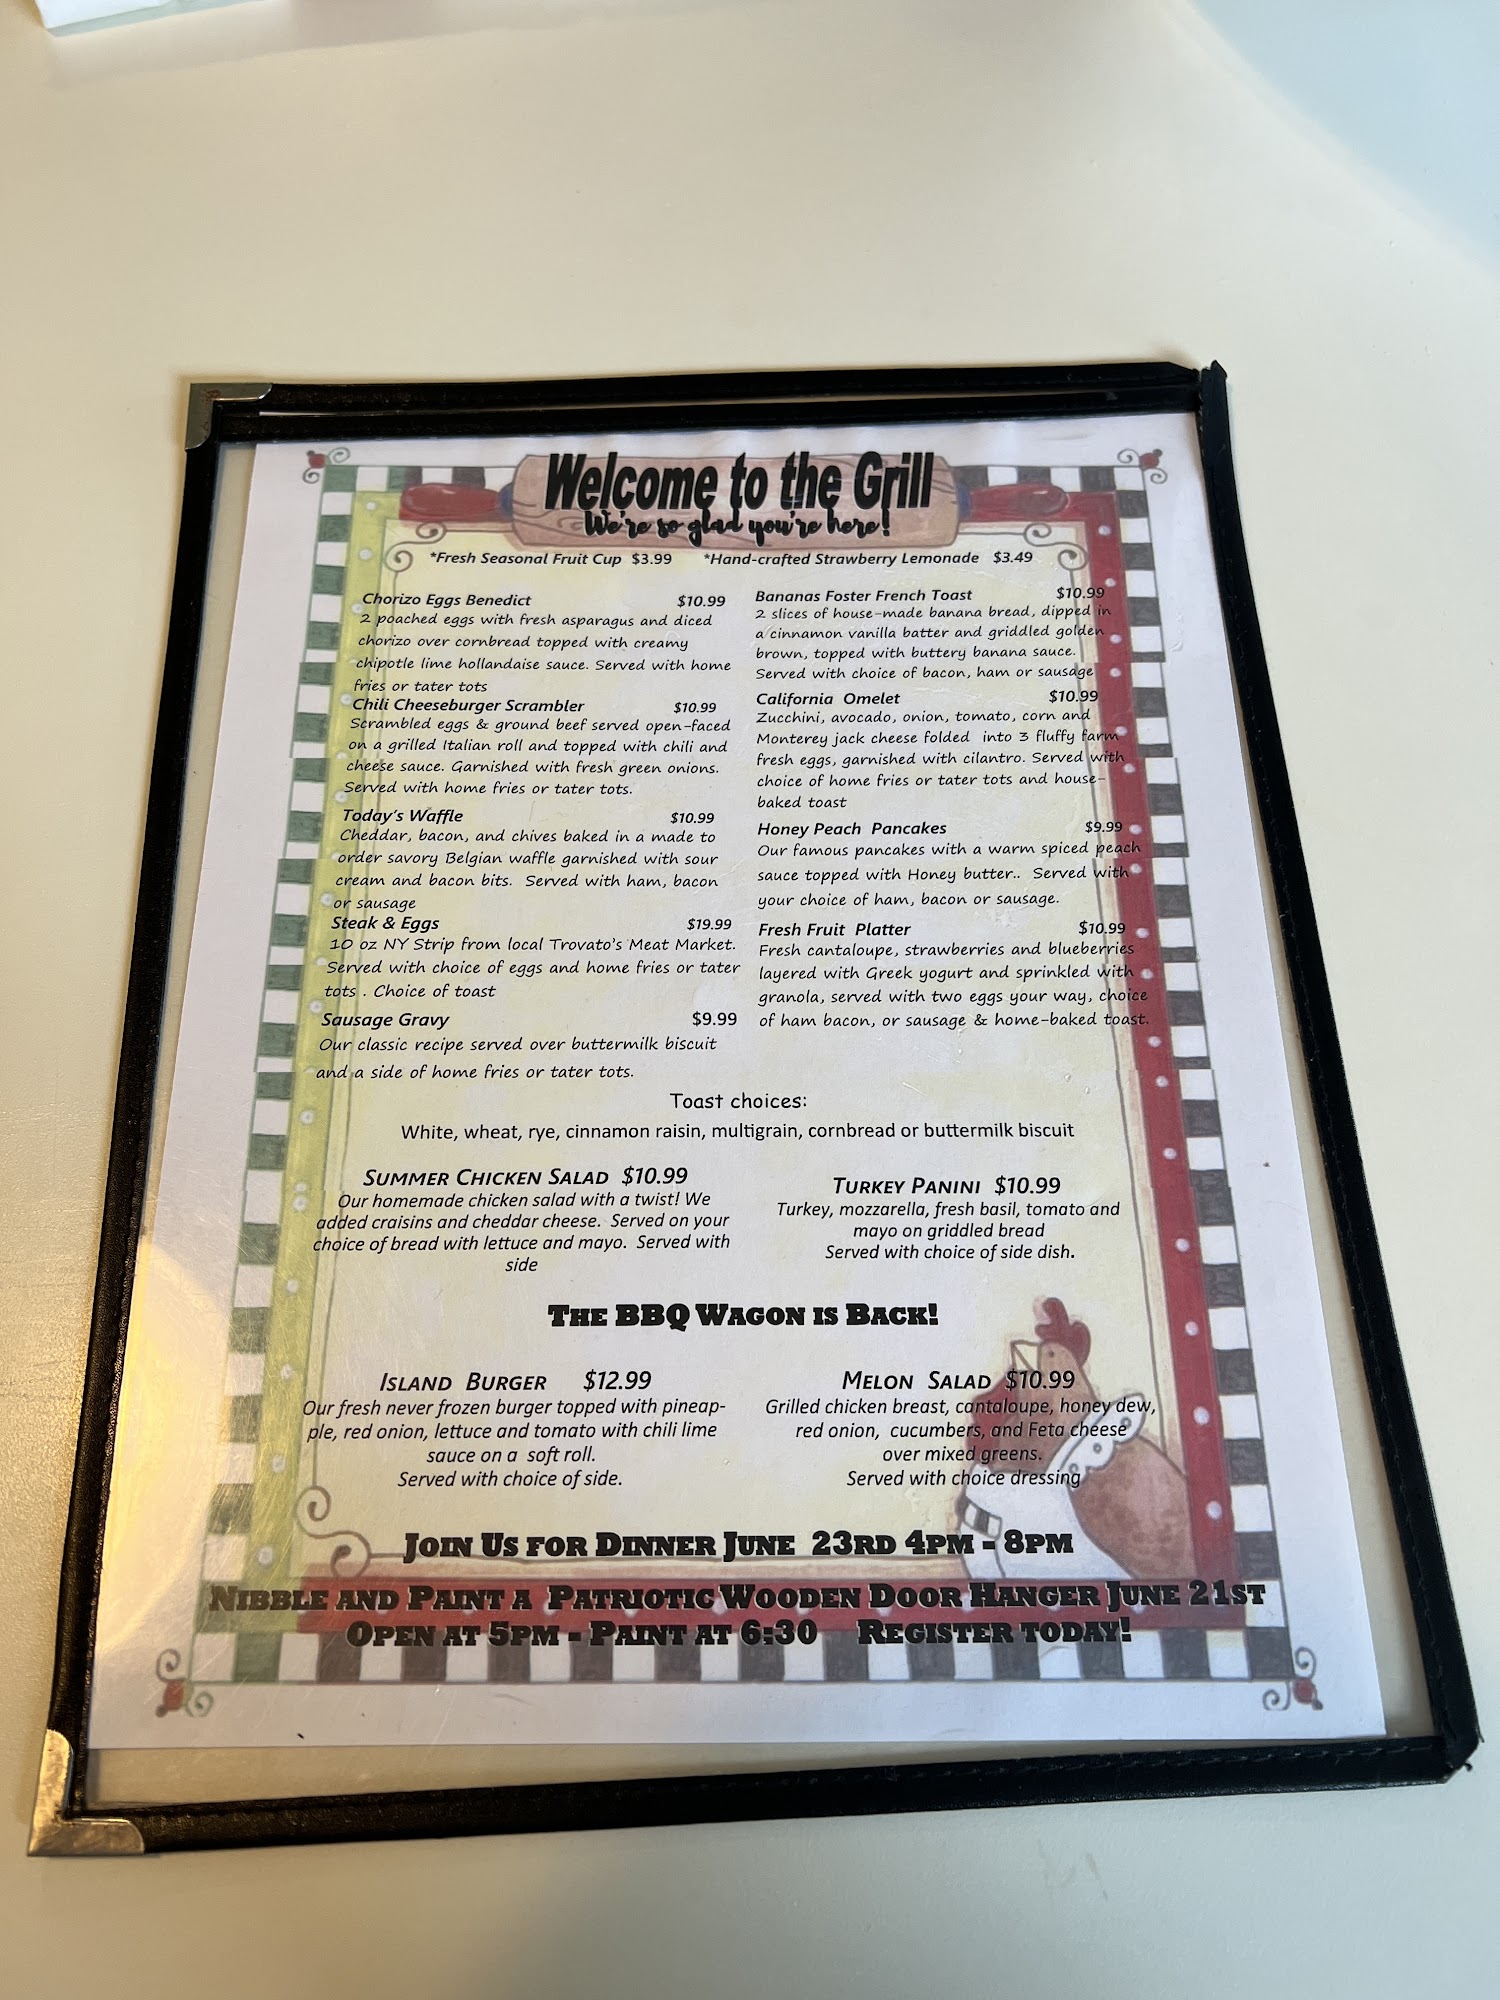 Welcome to the Grill
We're so glad you're here!
*Fresh Seasonal Fruit Cup $3.99 *Hand-crafted Strawberry Lemonade $3.49
Chorizo Eggs Benedict $10.99
2 poached eggs with fresh asparagus and diced
chorizo over cornbread topped with creamy
chipotle lime hollandaise sauce. Served with home
fries or tater tots
Chili Cheeseburger Scrambler $10.99
Scrambled eggs & ground beef served open-faced
on a grilled Italian roll and topped with chili and
cheese sauce. Garnished with fresh green onions.
Served with home fries or tater tots.
Today's Waffle $10.99
Cheddar, bacon, and chives baked in a made to
order savory Belgian waffle garnished with sour
cream and bacon bits. Served with ham, bacon
or sausage
Steak & Eggs $19.99
10 oz NY Strip from local Trovato's Meat Market.
Served with choice of eggs and home fries or tater
tots . Choice of toast
Sausage Gravy $9.99
Our classic recipe served over buttermilk biscuit
and a side of home fries or tater tots.
Bananas Foster French Toast $10.99
2 slices of house-made banana bread, dipped in
a cinnamon vanilla batter and griddled golden
brown, topped with buttery banana sauce.
Served with choice of bacon, ham or sausage
California Omelet $10.99
Zucchini, avocado, onion, tomato, corn and
Monterey jack cheese folded into 3 fluffy farm
fresh eggs, garnished with cilantro. Served with
choice of home fries or tater tots and house-
baked toast
Honey Peach Pancakes $9.99
Our famous pancakes with a warm spiced peach
sauce topped with Honey butter.. Served with
your choice of ham, bacon or sausage.
Fresh Fruit Platter $10.99
Fresh cantaloupe, strawberries and blueberries
layered with Greek yogurt and sprinkled with
granola, served with two eggs your way, choice
of ham bacon, or sausage & home-baked toast.
Toast choices:
White, wheat, rye, cinnamon raisin, multigrain, cornbread or buttermilk biscuit
SUMMER CHICKEN SALAD $10.99
Our homemade chicken salad with a twist! We
added craisins and cheddar cheese. Served on your
choice of bread with lettuce and mayo. Served with
side
TURKEY PANINI $10.99
Turkey, mozzarella, fresh basil, tomato and
mayo on griddled bread
Served with choice of side dish.
THE BBQ WAGON IS BACK!
ISLAND BURGER $12.99
Our fresh never frozen burger topped with pineap-
ple, red onion, lettuce and tomato with chili lime
sauce on a soft roll.
Served with choice of side.
MELON SALAD $10.99
Grilled chicken breast, cantaloupe, honey dew,
red onion, cucumbers, and Feta cheese
over mixed greens.
Served with choice dressing
JOIN US FOR DINNER JUNE 23RD 4PM - 8PM
NIBBLE AND PAINT A PATRIOTIC WOODEN DOOR HANGER JUNE 21ST
OPEN AT 5PM - PAINT AT 6:30 REGISTER TODAY!